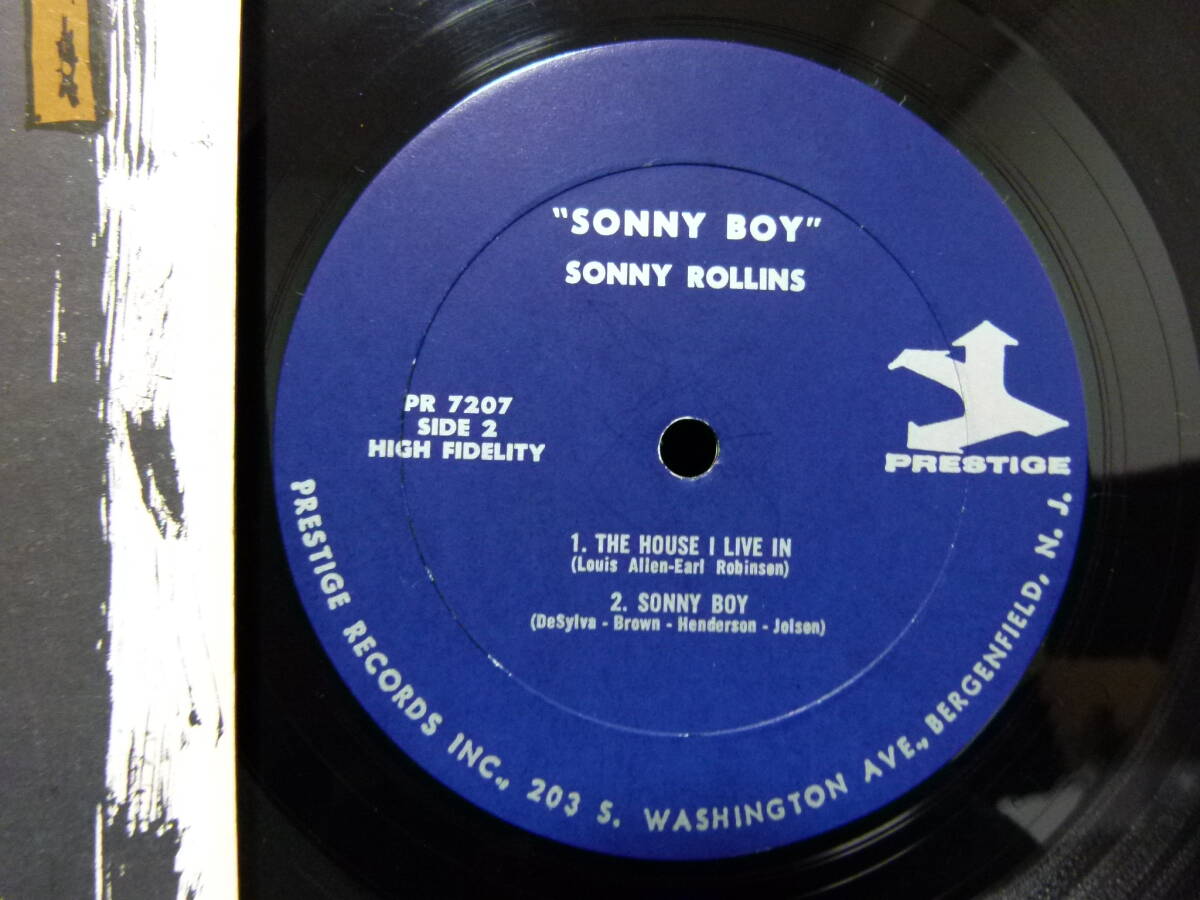 "SONNY BOY"
SONNY ROLLINS
PR 7207
SIDE 2
HIGH FIDELITY
PRESTIGE
1. THE HOUSE I LIVE IN
(Louis Allen-Earl Robinson)
2. SONNY BOY
(DeSylva - Brown - Henderson - Jolson)
PRESTIGE RECORDS INC., 203 S. WASHINGTON AVE., BERGENFIELD, N. J.